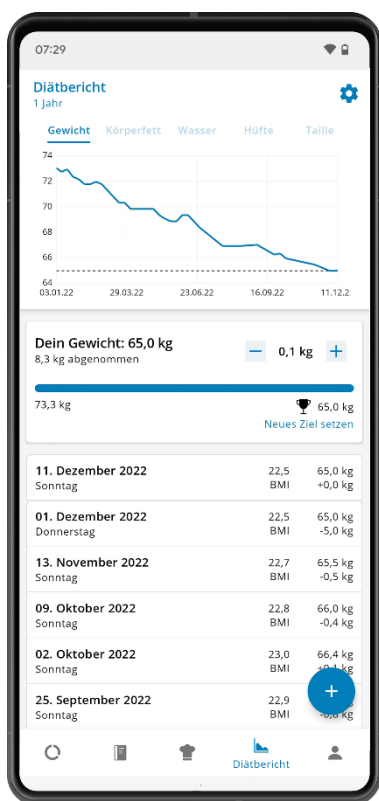 07:29
Diätbericht
1 Jahr
Gewicht Körperfett Wasser Hüfte Taille
74
72
70
68
66
64
03.01.22 29.03.22 23.06.22 16.09.22 11.12.2
Dein Gewicht: 65,0 kg
8,3 kg abgenommen
0,1 kg
73,3 kg
65,0 kg
Neues Ziel setzen
11. Dezember 2022 22,5 65,0 kg
Sonntag BMI +0,0 kg
01. Dezember 2022 22,5 65,0 kg
Donnerstag BMI -5,0 kg
13. November 2022 22,7 65,5 kg
Sonntag BMI -0,5 kg
09. Oktober 2022 22,8 66,0 kg
Sonntag BMI -0,4 kg
02. Oktober 2022 23,0 66,4 kg
Sonntag BMI
25. September 2022 22,9
Sonntag BMI
Diätbericht